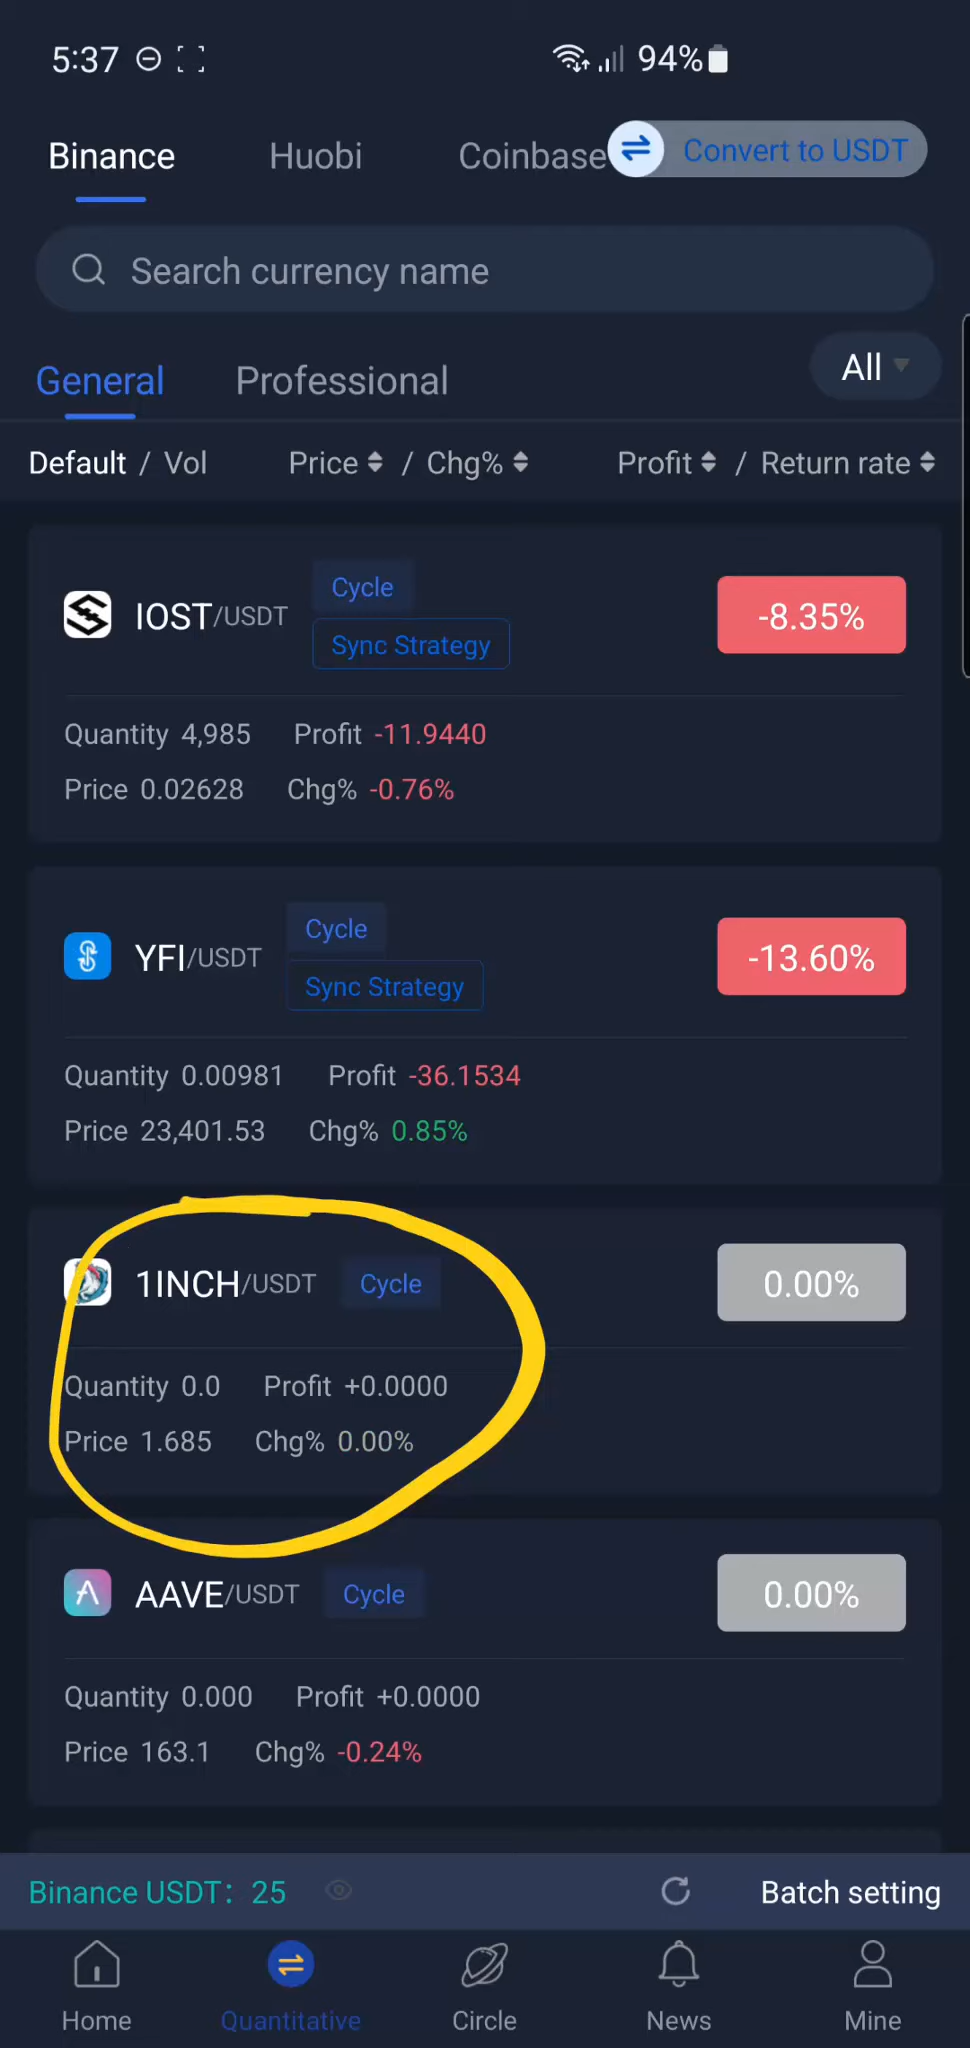 5:37 94%
Binance Huobi Coinbase Convert to USDT
Search currency name
General Professional All
Default / Vol Price / Chg% Profit / Return rate
IOST/USDT Cycle -8.35%
Sync Strategy
Quantity 4,985 Profit -11.9440
Price 0.02628 Chg% -0.76%
YFI/USDT Cycle -13.60%
Sync Strategy
Quantity 0.00981 Profit -36.1534
Price 23,401.53 Chg% 0.85%
1INCH/USDT Cycle 0.00%
Quantity 0.0 Profit +0.0000
Price 1.685 Chg% 0.00%
AAVE/USDT Cycle 0.00%
Quantity 0.000 Profit +0.0000
Price 163.1 Chg% -0.24%
Binance USDT: 25 Batch setting
Home Quantitative Circle News Mine